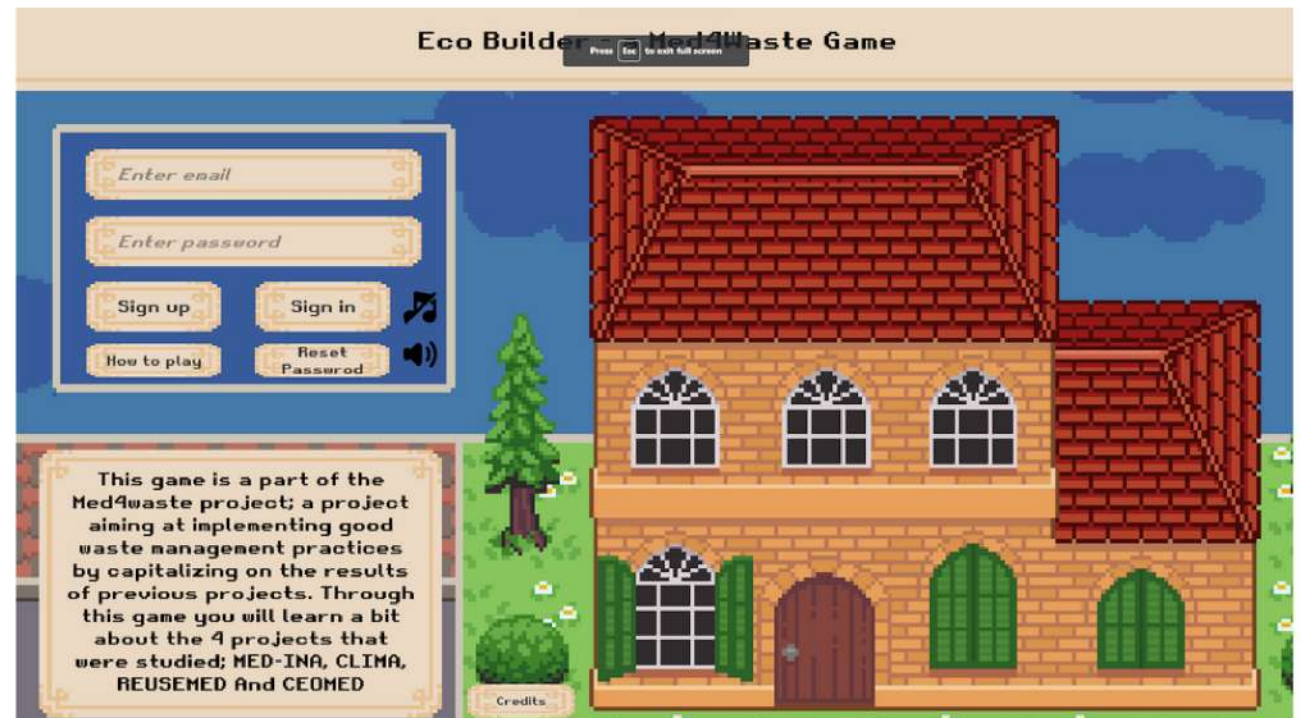 Eco Builder - a Med4Waste Game
Press Esc to exit full screen
Enter email
Enter password
Sign up
Sign in
How to play
Reset
Passwrod
This game is a part of the
Med4waste project; a project
aiming at implementing good
waste management practices
by capitalizing on the results
of previous projects. Through
this game you will learn a bit
about the 4 projects that
were studied; MED-INA, CLIMA,
REUSEMED And CEOMED
Credits